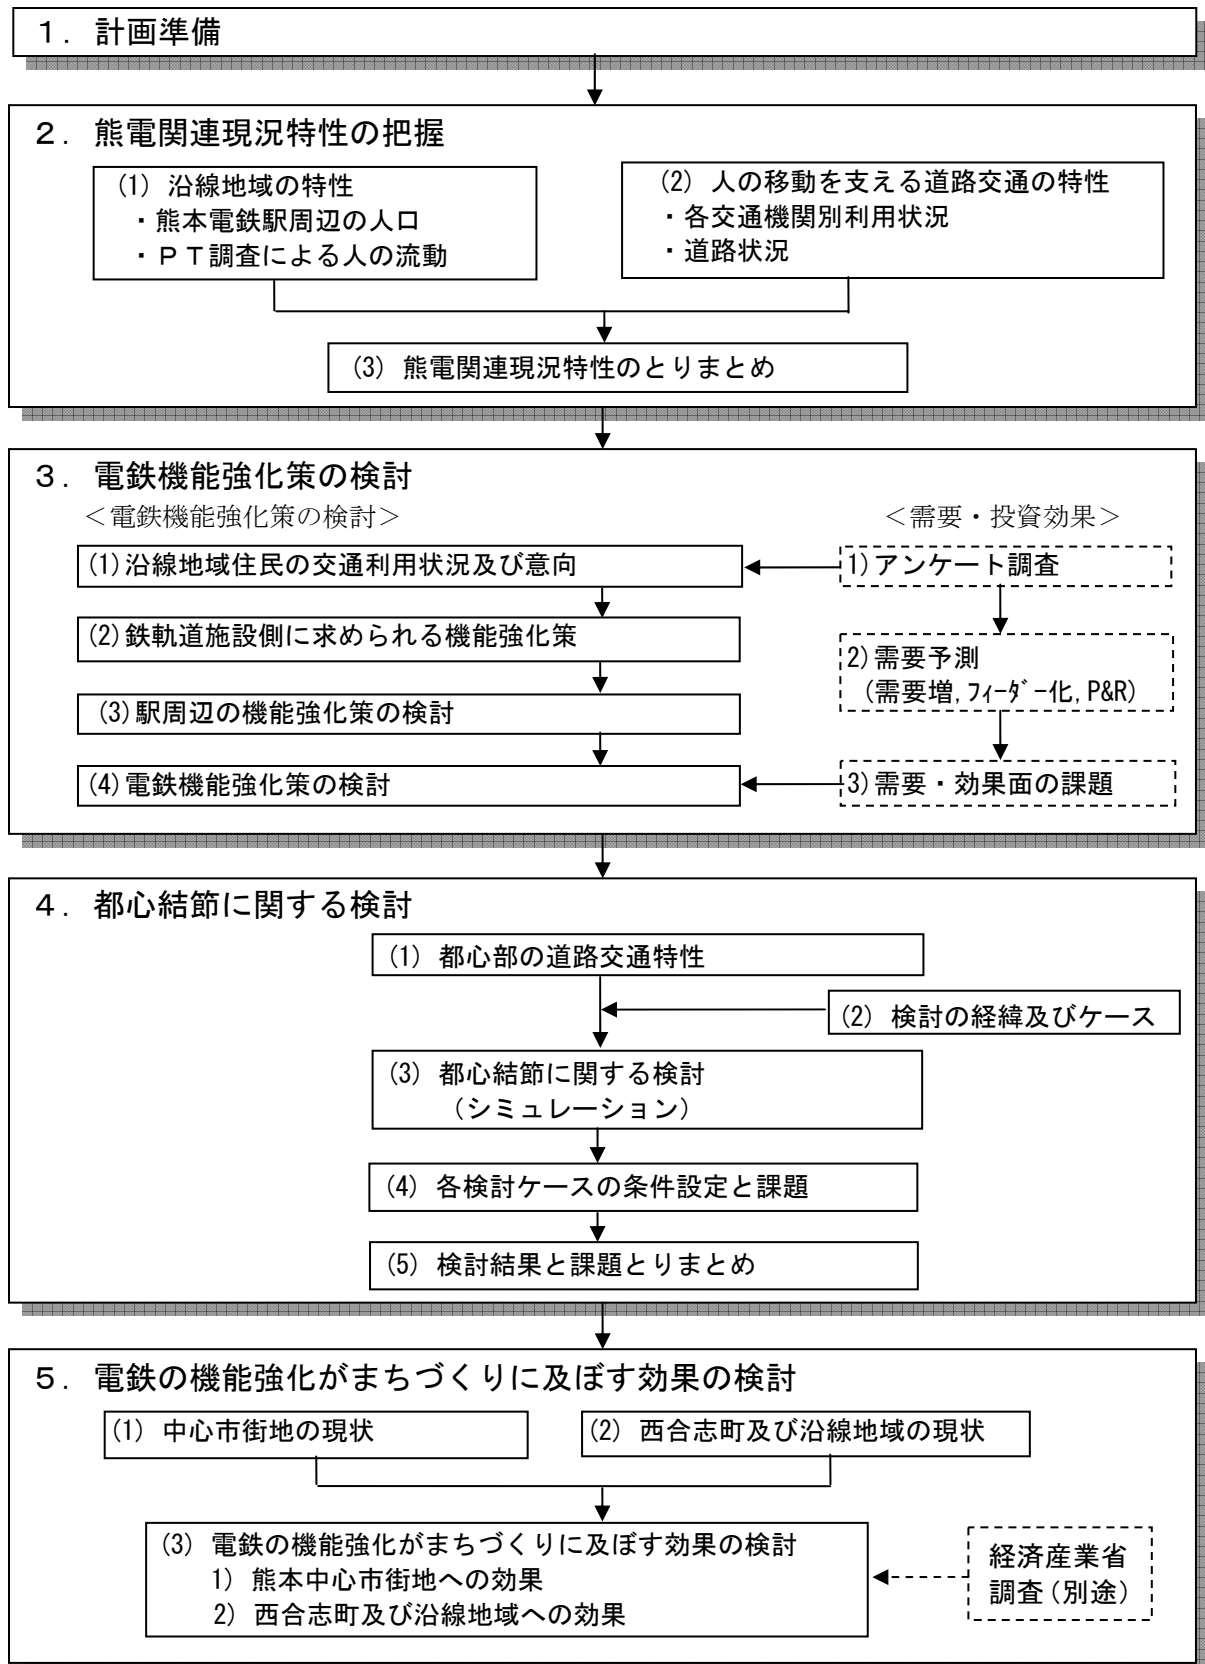 １．計画準備
２．熊電関連現況特性の把握
(1) 沿線地域の特性
・熊本電鉄駅周辺の人口
・ＰＴ調査による人の流動
(2) 人の移動を支える道路交通の特性
・各交通機関別利用状況
・道路状況
(3) 熊電関連現況特性のとりまとめ
３．電鉄機能強化策の検討
＜電鉄機能強化策の検討＞
＜需要・投資効果＞
(1)沿線地域住民の交通利用状況及び意向
1)アンケート調査
(2)鉄軌道施設側に求められる機能強化策
2)需要予測
(需要増,ﾌｨｰﾀﾞｰ化,P&R)
(3)駅周辺の機能強化策の検討
(4)電鉄機能強化策の検討
3)需要・効果面の課題
４．都心結節に関する検討
(1) 都心部の道路交通特性
(2) 検討の経緯及びケース
(3) 都心結節に関する検討
(シミュレーション)
(4) 各検討ケースの条件設定と課題
(5) 検討結果と課題とりまとめ
５．電鉄の機能強化がまちづくりに及ぼす効果の検討
(1) 中心市街地の現状
(2) 西合志町及び沿線地域の現状
(3) 電鉄の機能強化がまちづくりに及ぼす効果の検討
1) 熊本中心市街地への効果
2) 西合志町及び沿線地域への効果
経済産業省
調査(別途)